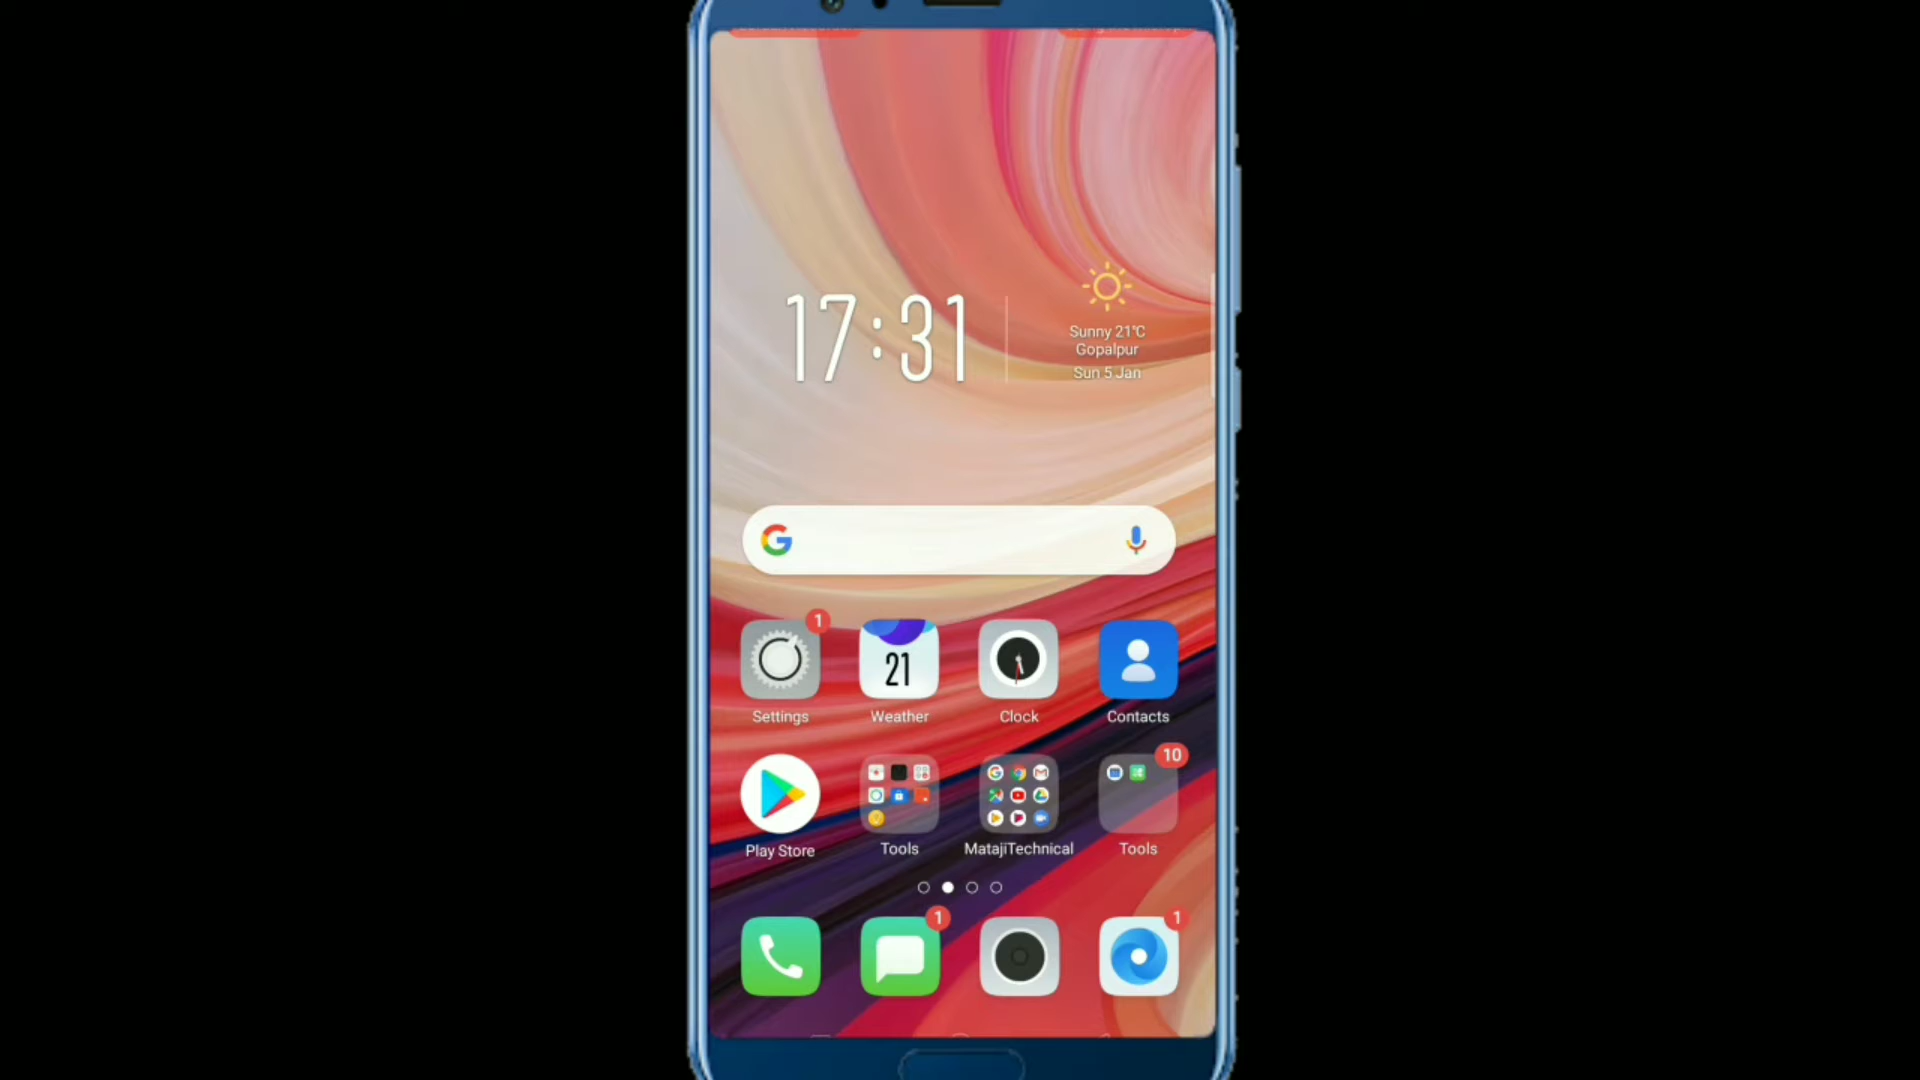 17:31
Sunny 21°C
Gopalpur
Sun 5 Jan
1
21
Settings
Weather
Clock
Contacts
10
Play Store
Tools
MatajiTechnical
Tools
1
1